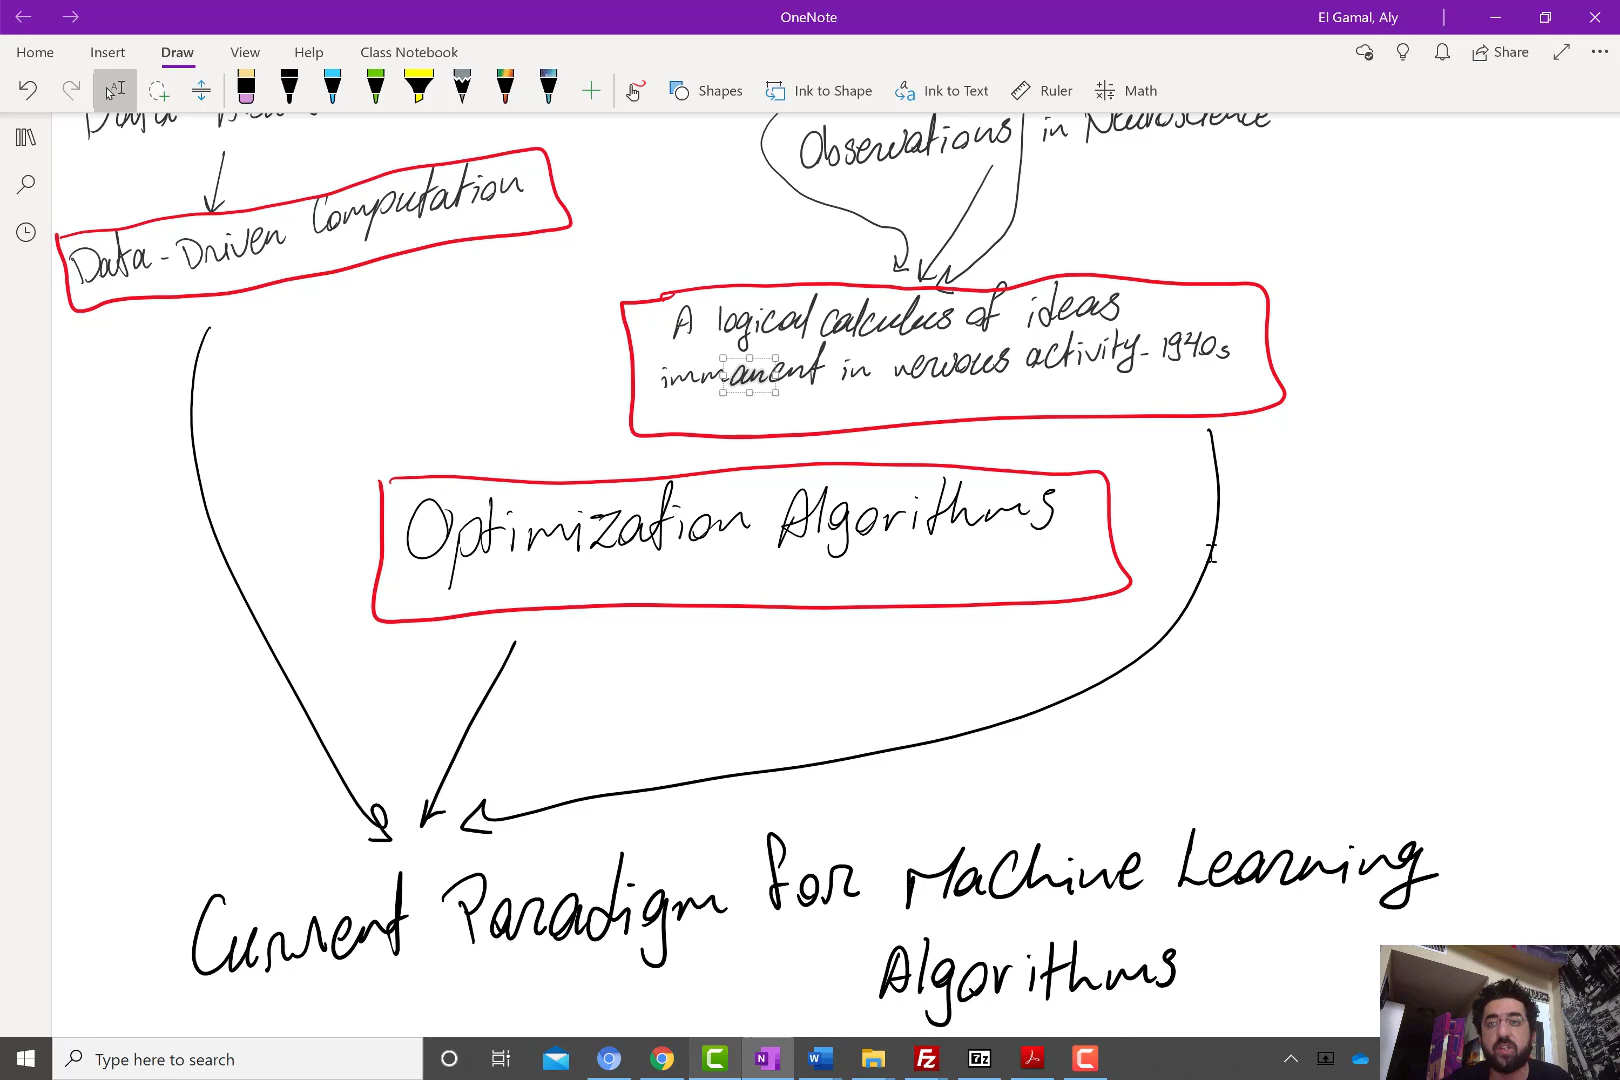 OneNote
El Gamal, Aly
Home Insert Draw View Help Class Notebook
Share
Shapes Ink to Shape Ink to Text Ruler Math
Data
Observations in Neuroscience
Data-Driven Computation
A logical calculus of ideas
immanent in nervous activity - 1940s
Optimization Algorithms
Current Paradigm for Machine Learning
Algorithms
Type here to search